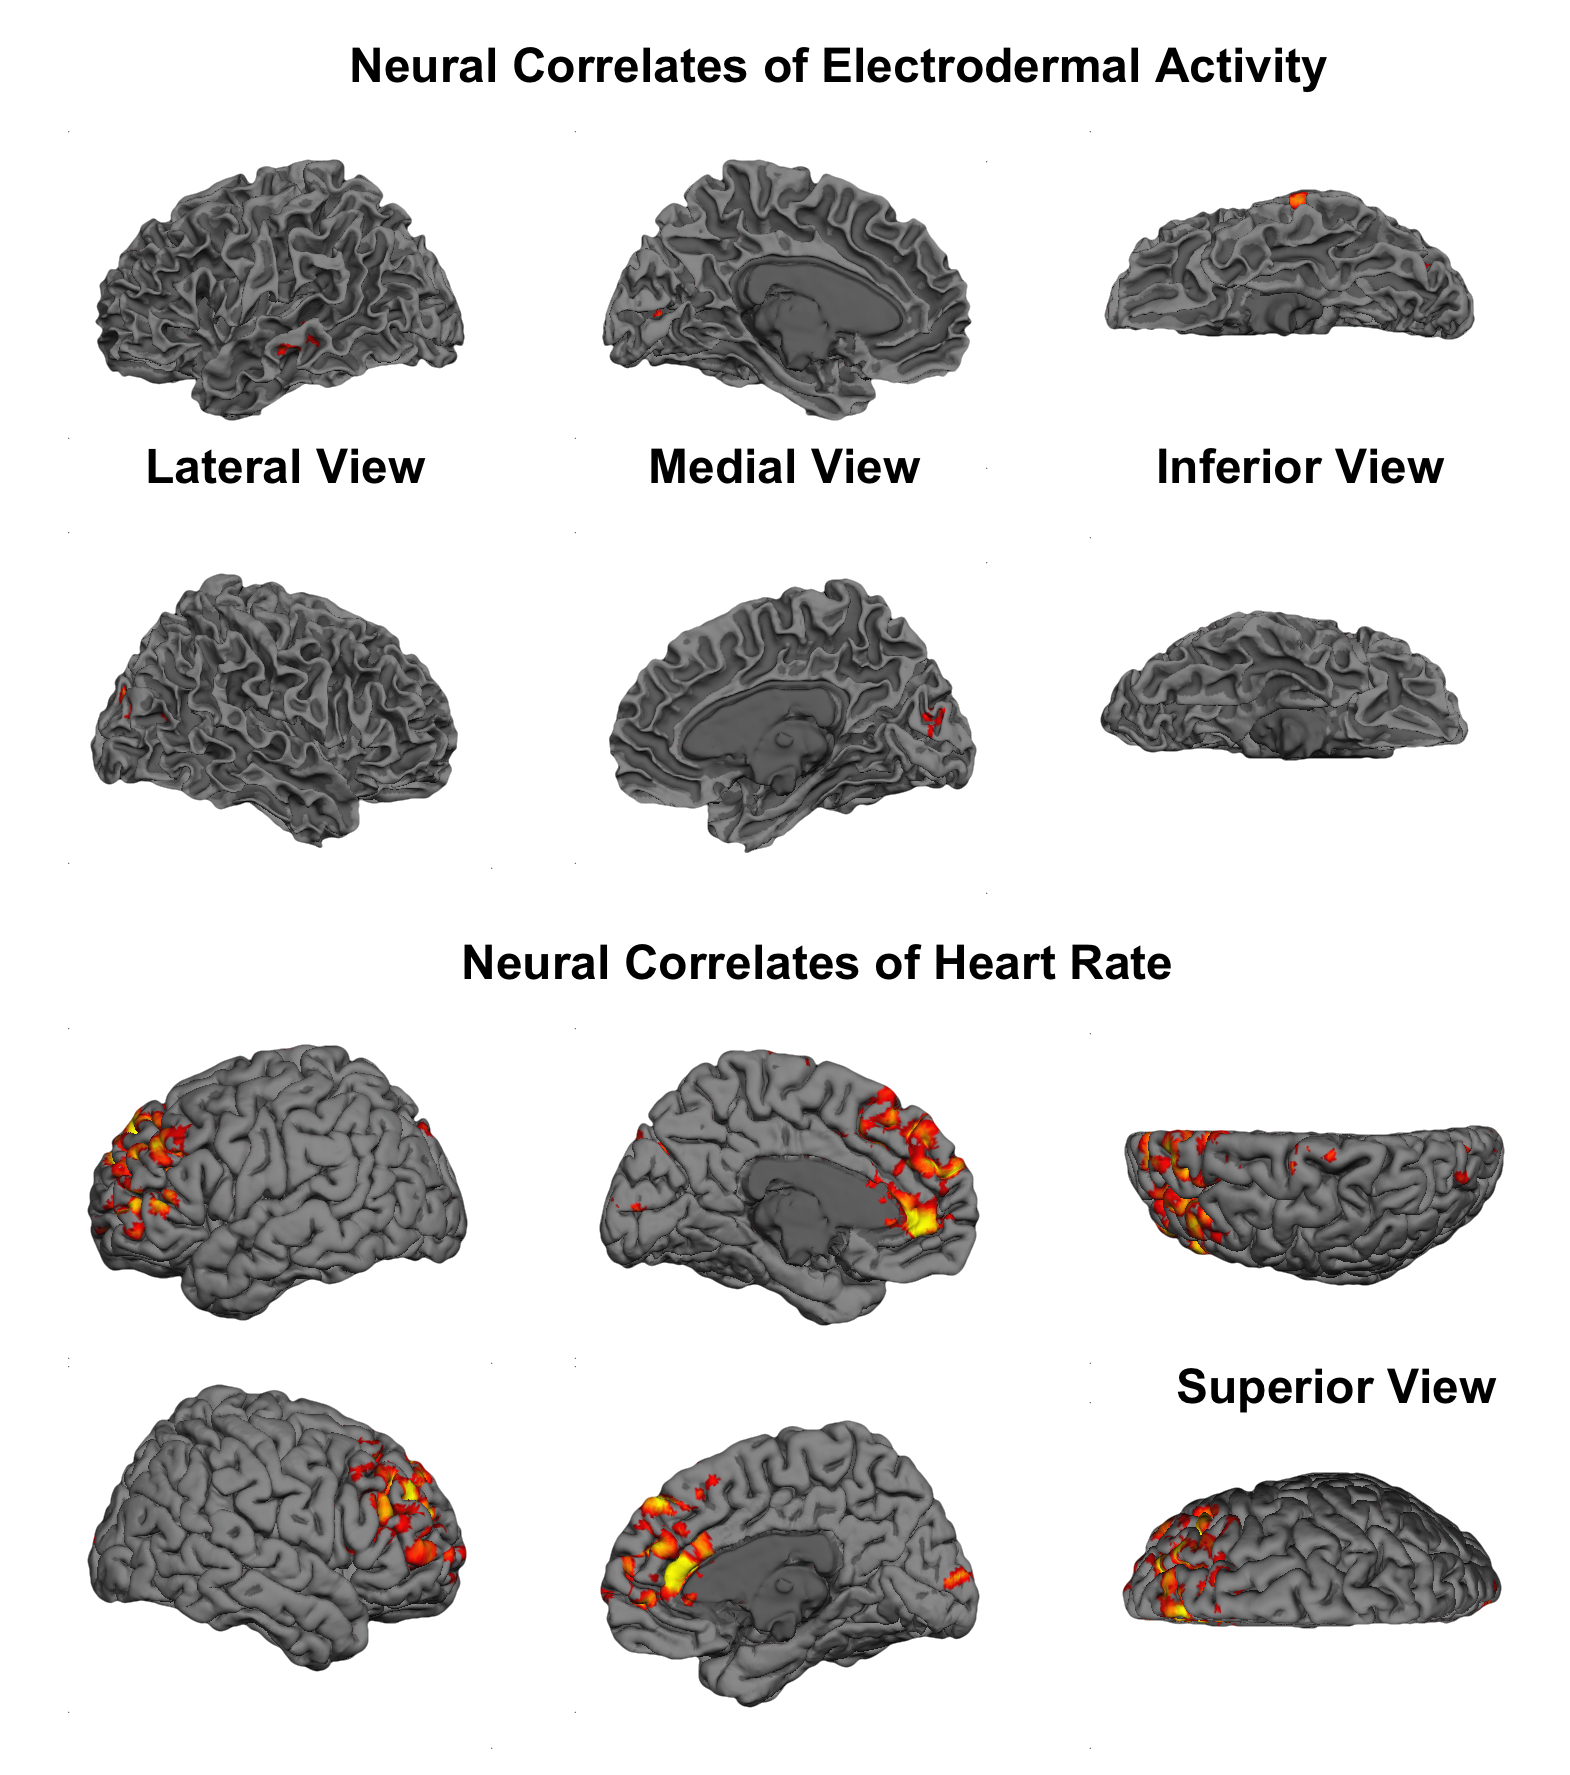 Neural Correlates of Electrodermal Activity
Lateral View
Medial View
Inferior View
Neural Correlates of Heart Rate
Superior View